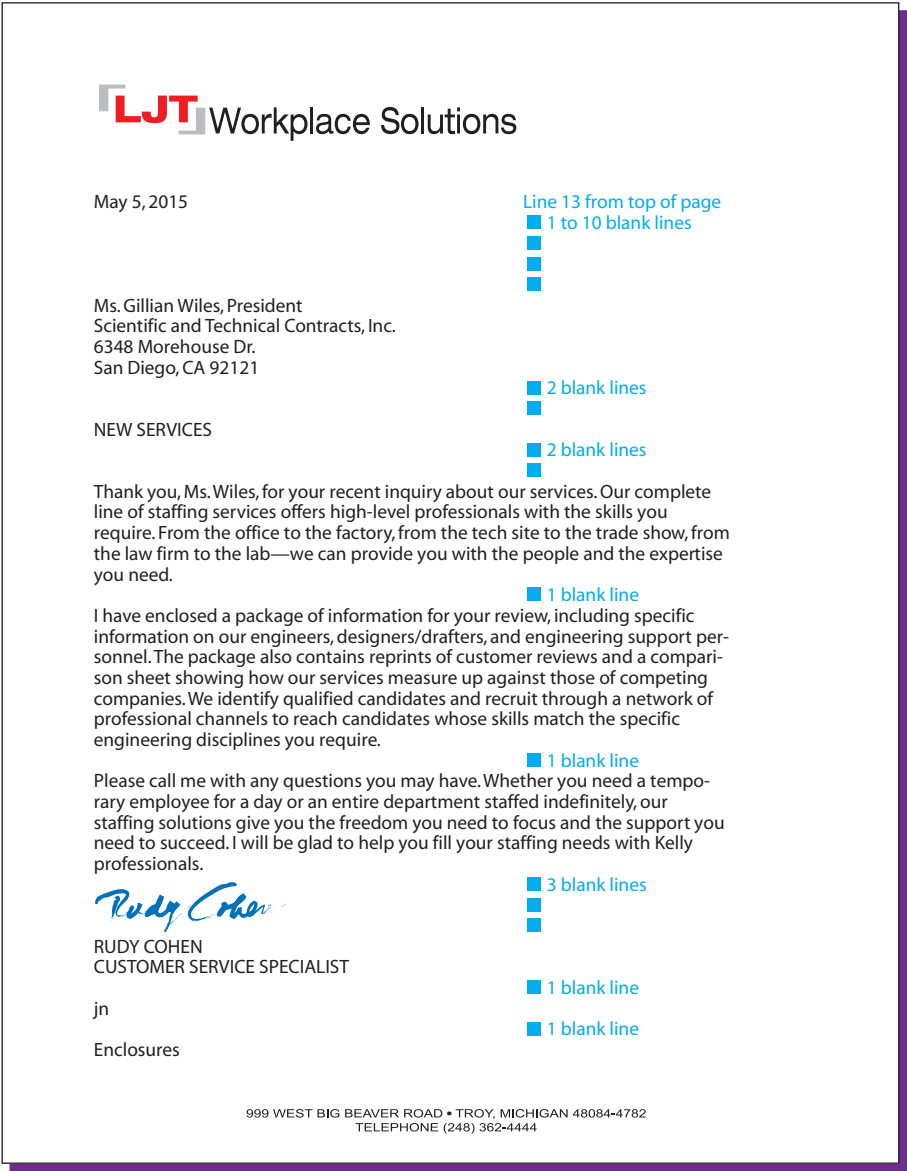 LJT Workplace Solutions
May 5, 2015 Line 13 from top of page
1 to 10 blank lines
Ms. Gillian Wiles, President
Scientific and Technical Contracts, Inc.
6348 Morehouse Dr.
San Diego, CA 92121
2 blank lines
NEW SERVICES
2 blank lines
Thank you, Ms. Wiles, for your recent inquiry about our services. Our complete
line of staffing services offers high-level professionals with the skills you
require. From the office to the factory, from the tech site to the trade show, from
the law firm to the lab—we can provide you with the people and the expertise
you need.
1 blank line
I have enclosed a package of information for your review, including specific
information on our engineers, designers/drafters, and engineering support per-
sonnel. The package also contains reprints of customer reviews and a compari-
son sheet showing how our services measure up against those of competing
companies. We identify qualified candidates and recruit through a network of
professional channels to reach candidates whose skills match the specific
engineering disciplines you require.
1 blank line
Please call me with any questions you may have. Whether you need a tempo-
rary employee for a day or an entire department staffed indefinitely, our
staffing solutions give you the freedom you need to focus and the support you
need to succeed. I will be glad to help you fill your staffing needs with Kelly
professionals.
3 blank lines
Rudy Cohen
RUDY COHEN
CUSTOMER SERVICE SPECIALIST
1 blank line
jn
1 blank line
Enclosures
999 WEST BIG BEAVER ROAD • TROY, MICHIGAN 48084-4782
TELEPHONE (248) 362-4444